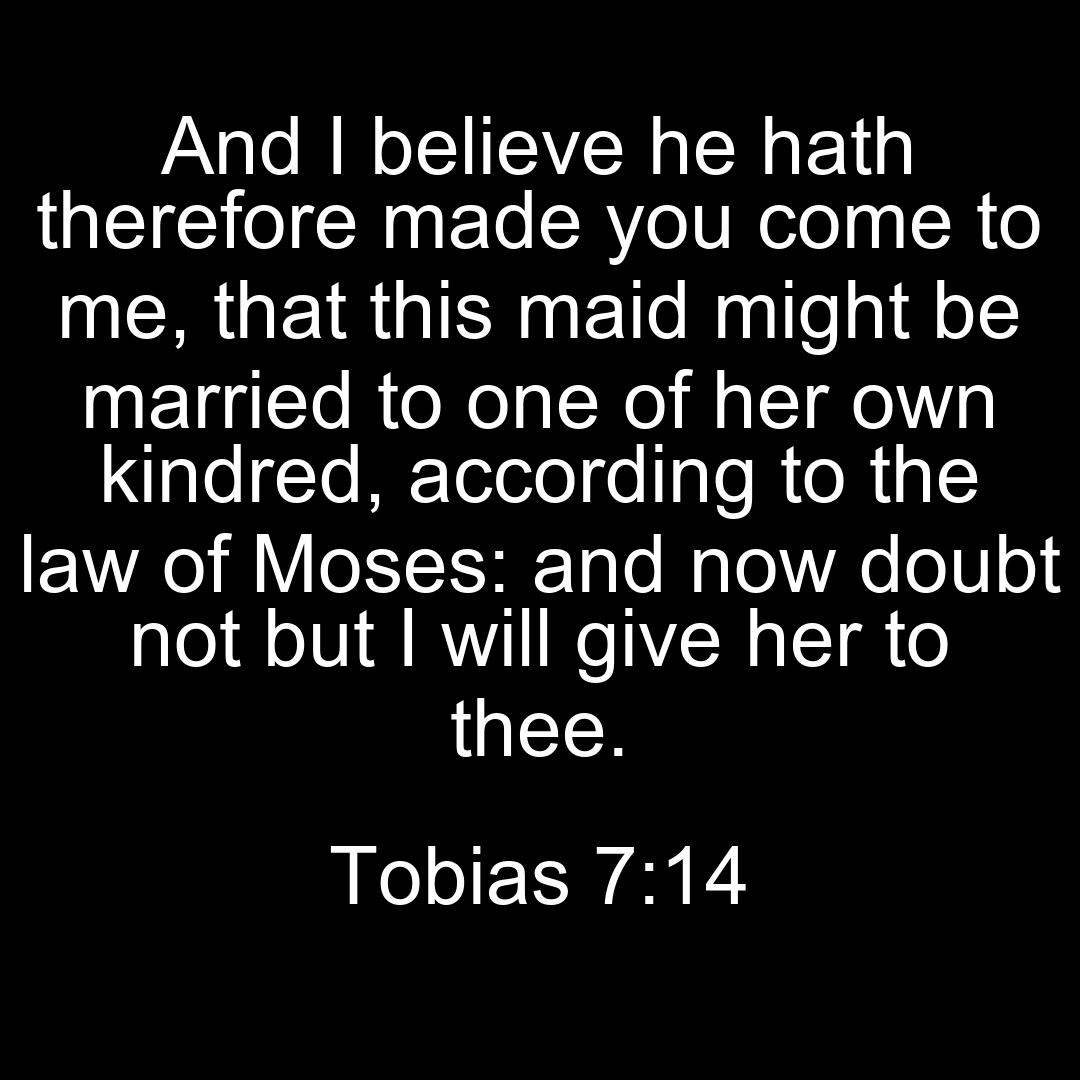 And I believe he hath
therefore made you come to
me, that this maid might be
married to one of her own
kindred, according to the
law of Moses: and now doubt
not but I will give her to
thee.
Tobias 7:14